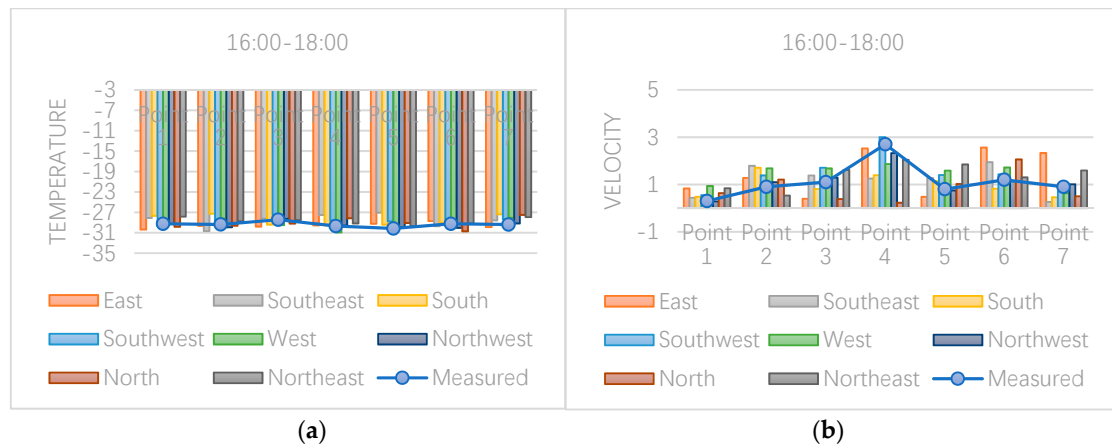 16:00-18:00
TEMPERATURE
-3
-7
-11
-15
-19
-23
-27
-31
-35
East
Southeast
South
Southwest
West
Northwest
North
Northeast
Measured
(a)
16:00-18:00
VELOCITY
5
3
1
-1
Point 1
Point 2
Point 3
Point 4
Point 5
Point 6
Point 7
East
Southeast
South
Southwest
West
Northwest
North
Northeast
Measured
(b)